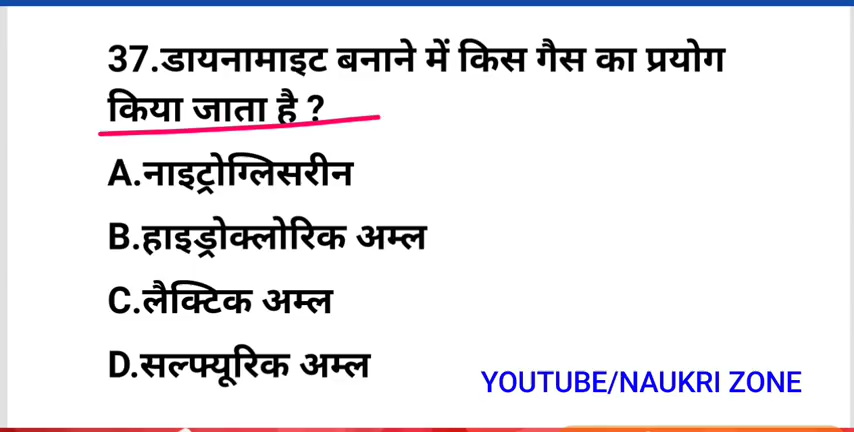 37.डायनामाइट बनाने में किस गैस का प्रयोग
किया जाता है ?
A.नाइट्रोग्लिसरीन
B.हाइड्रोक्लोरिक अम्ल
C.लैक्टिक अम्ल
D.सल्फ्यूरिक अम्ल
YOUTUBE/NAUKRI ZONE